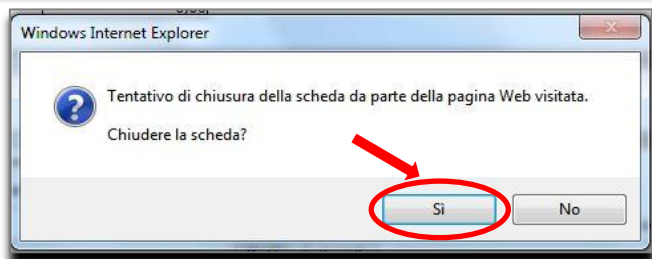 Windows Internet Explorer
Tentativo di chiusura della scheda da parte della pagina Web visitata.
Chiudere la scheda?
Sì
No